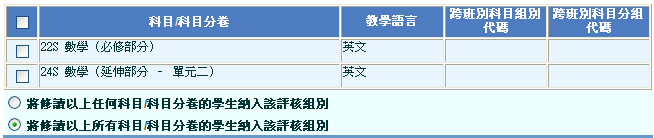 科目/科目分卷 教學語言 跨班別科目組別代碼 跨班別科目分組代碼
22S 數學 (必修部分) 英文
24S 數學 (延伸部分 - 單元二) 英文
將修讀以上任何科目/科目分卷的學生納入該評核組別
將修讀以上所有科目/科目分卷的學生納入該評核組別